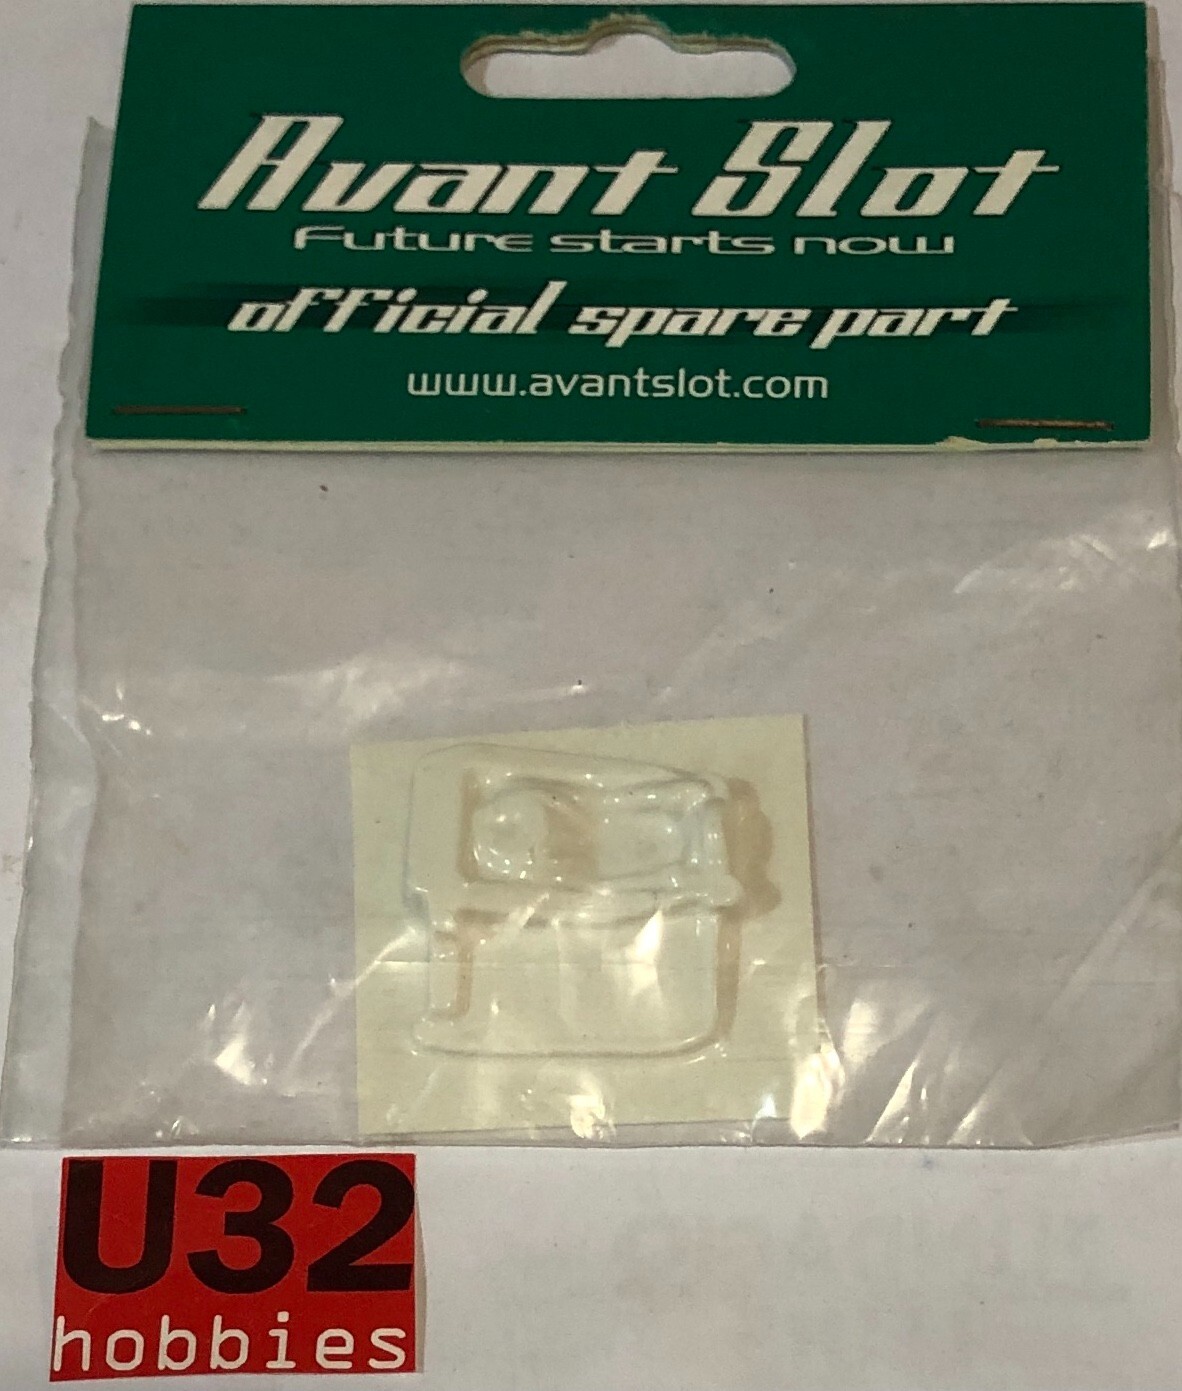 Avant Slot
Future starts now
official spare part
www.avantslot.com
U32
hobbies